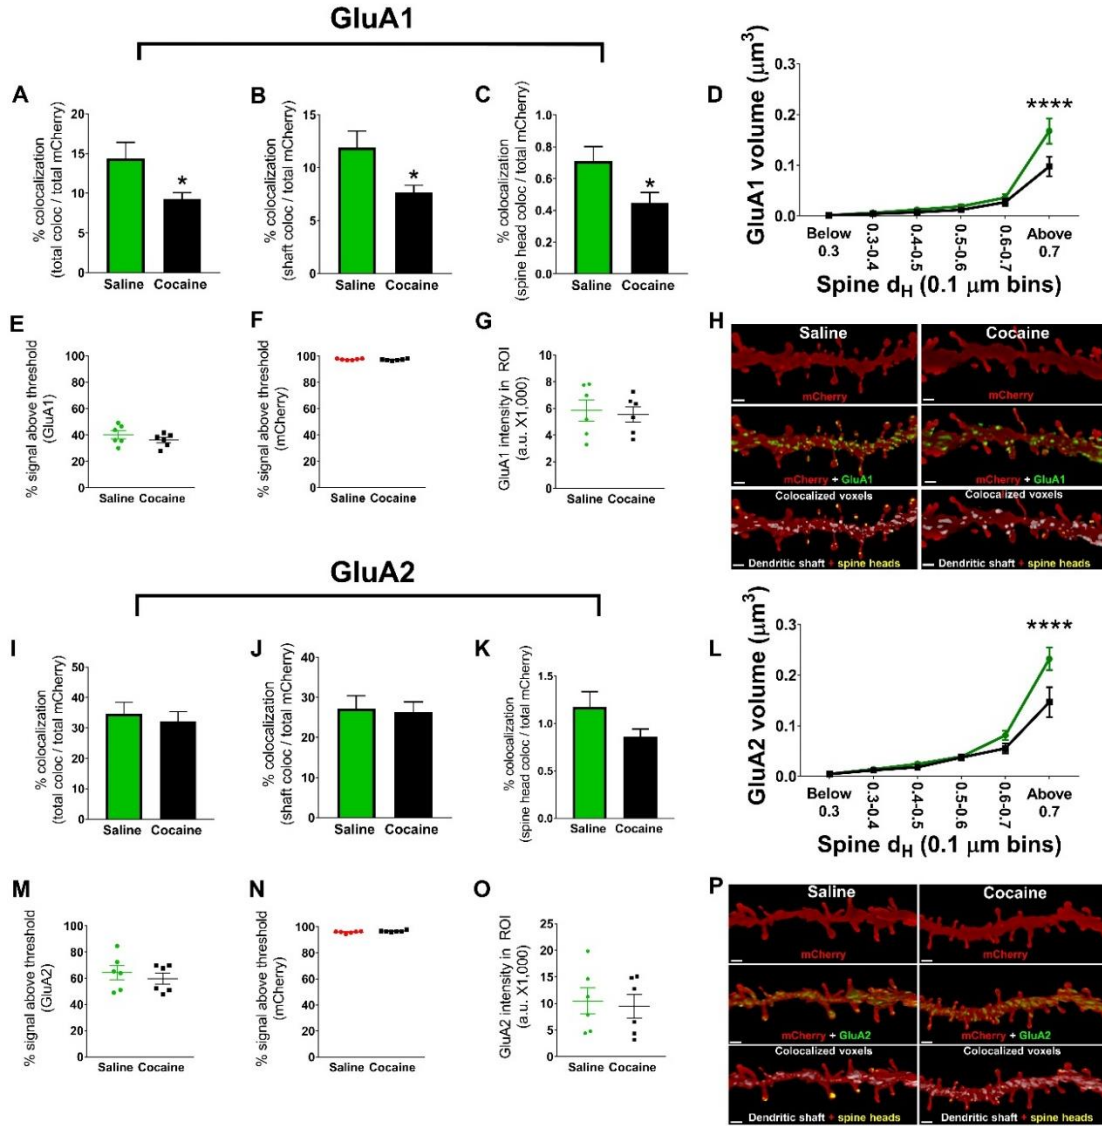 GluA1
A
% colocalization
(total coloc / total mCherry)
20
15
10
5
0
*
Saline Cocaine
B
% colocalization
(shaft coloc / total mCherry)
15
10
5
0
*
Saline Cocaine
C
% colocalization
(spine head coloc / total mCherry)
1.0
0.8
0.6
0.4
0.2
0.0
*
Saline Cocaine
D
GluA1 volume (μm³)
0.3
0.2
0.1
0.0
****
Below 0.3
0.3-0.4
0.4-0.5
0.5-0.6
0.6-0.7
Above 0.7
Spine dH (0.1 μm bins)
E
% signal above threshold
(GluA1)
100
80
60
40
20
0
Saline Cocaine
F
% signal above threshold
(mCherry)
100
80
60
40
20
0
Saline Cocaine
G
GluA1 intensity in ROI
(a.u. X1,000)
10
8
6
4
2
0
Saline Cocaine
H
Saline
Cocaine
mCherry
mCherry
mCherry + GluA1
mCherry + GluA1
Colocalized voxels
Colocalized voxels
Dendritic shaft + spine heads
Dendritic shaft + spine heads
GluA2
I
% colocalization
(total coloc / total mCherry)
50
40
30
20
10
0
Saline Cocaine
J
% colocalization
(shaft coloc / total mCherry)
40
30
20
10
0
Saline Cocaine
K
% colocalization
(spine head coloc / total mCherry)
1.5
1.0
0.5
0.0
Saline Cocaine
L
GluA2 volume (μm³)
0.3
0.2
0.1
0.0
****
Below 0.3
0.3-0.4
0.4-0.5
0.5-0.6
0.6-0.7
Above 0.7
Spine dH (0.1 μm bins)
M
% signal above threshold
(GluA2)
100
80
60
40
20
0
Saline Cocaine
N
% signal above threshold
(mCherry)
100
80
60
40
20
0
Saline Cocaine
O
GluA2 intensity in ROI
(a.u. X1,000)
25
20
15
10
5
0
Saline Cocaine
P
Saline
Cocaine
mCherry
mCherry
mCherry + GluA2
mCherry + GluA2
Colocalized voxels
Colocalized voxels
Dendritic shaft + spine heads
Dendritic shaft + spine heads